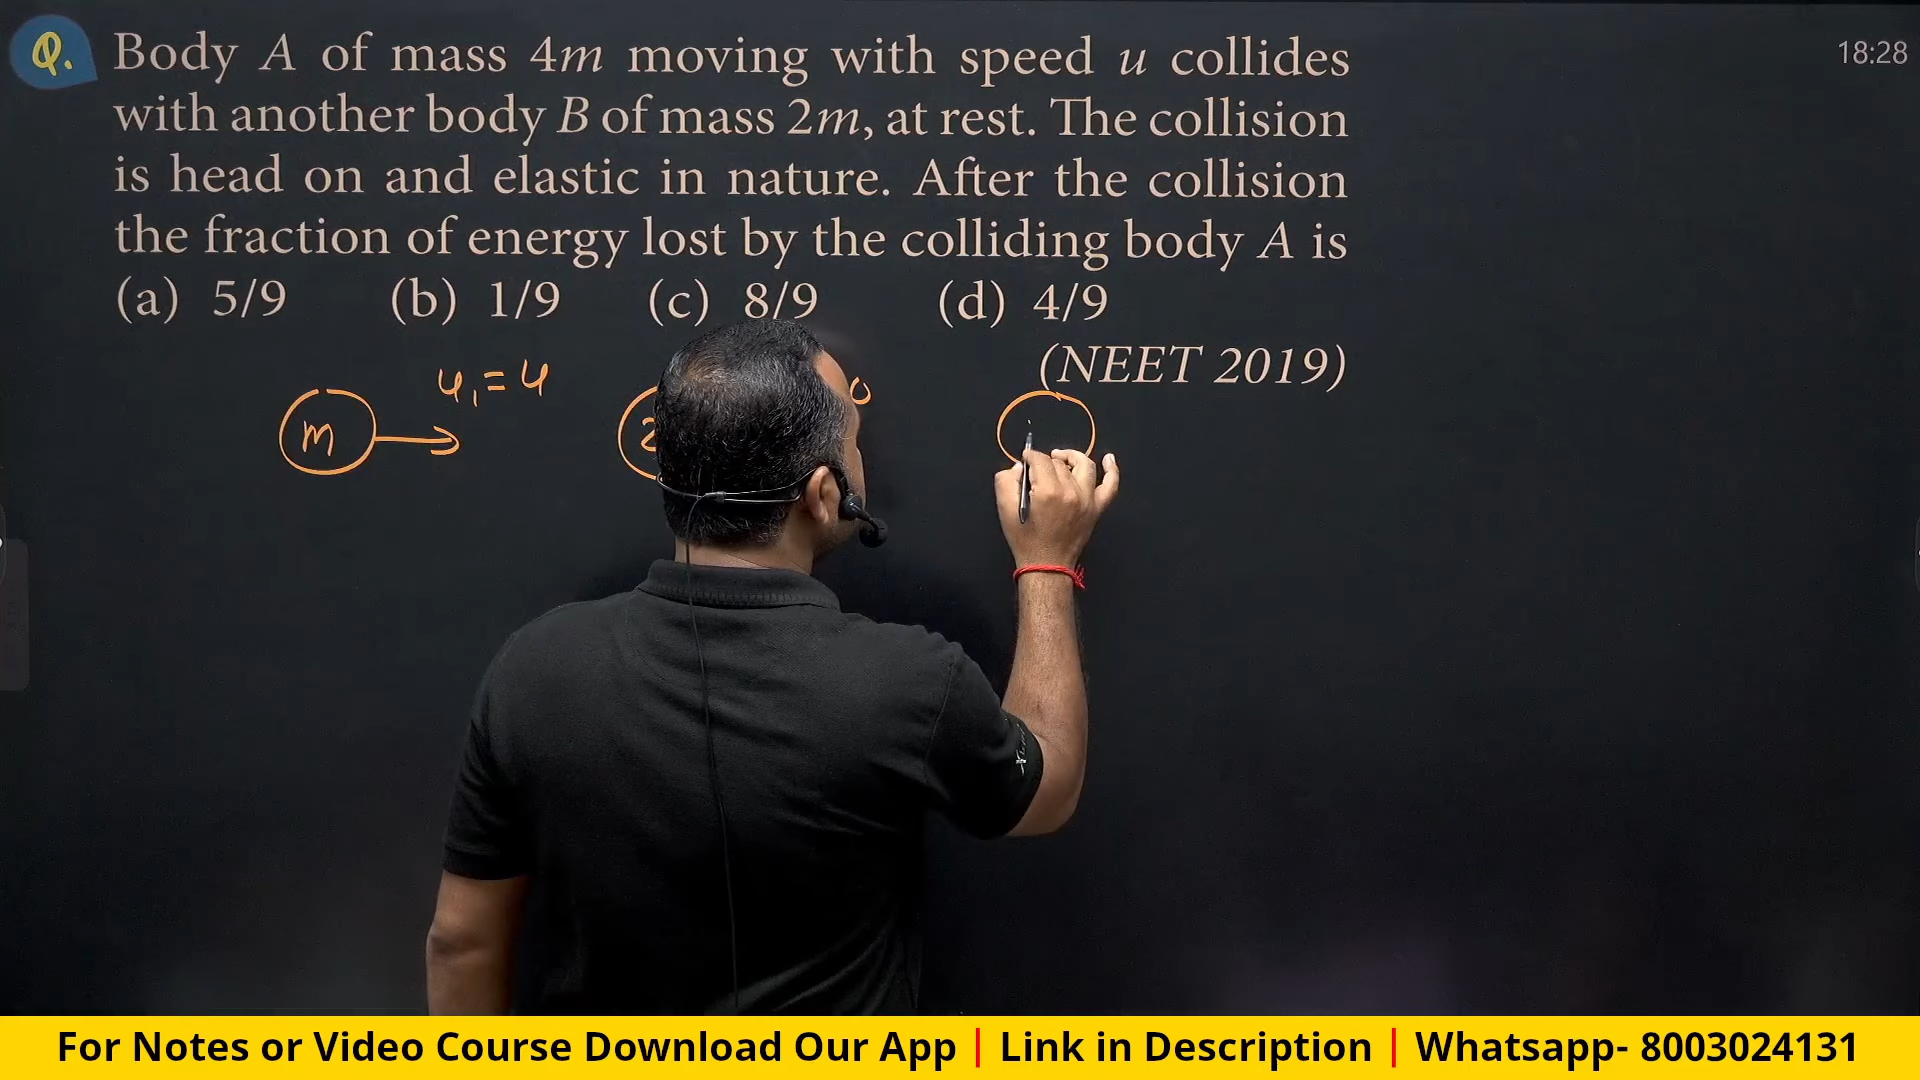 Q. Body A of mass 4m moving with speed u collides
18:28
with another body B of mass 2m, at rest. The collision
is head on and elastic in nature. After the collision
the fraction of energy lost by the colliding body A is
(a) 5/9 (b) 1/9 (c) 8/9 (d) 4/9
(NEET 2019)
u₁ = u
0
m
For Notes or Video Course Download Our App | Link in Description | Whatsapp- 8003024131